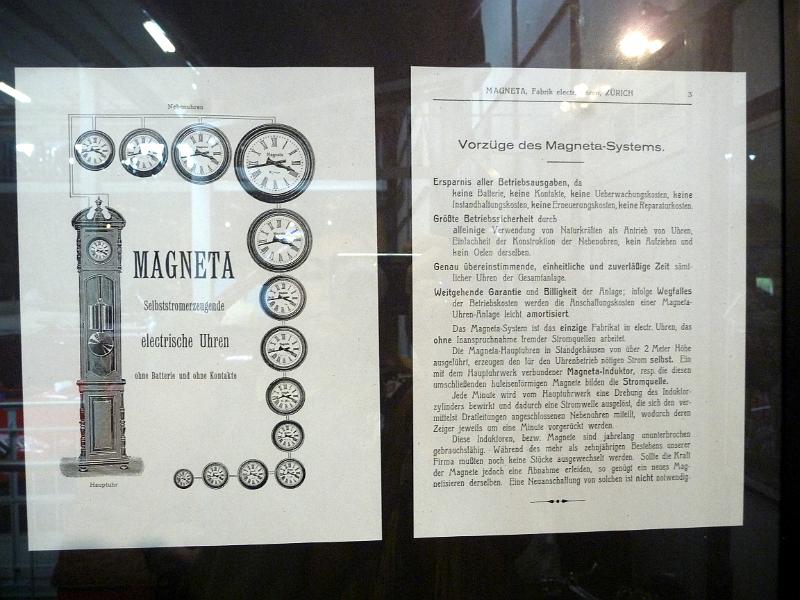 Nebenuhren
MAGNETA
Selbststromerzeugende
elektrische Uhren
ohne Batterie und ohne Kontakte
Hauptuhr
MAGNETA, Fabrik electr. ZÜRICH
3
Vorzüge des Magneta-Systems.
Ersparnis aller Betriebsausgaben, da
keine Batterie, keine Kontakte, keine Ueberwachungskosten, keine
Instandhaltungskosten, keine Erneuerungskosten, keine Reparaturkosten.
Größte Betriebssicherheit durch
alleinige Verwendung von Naturkräften als Antrieb von Uhren,
Einfachheit der Konstruktion der Nebenuhren, kein Aufziehen und
kein Oelen derselben.
Genau übereinstimmende, einheitliche und zuverläßige Zeit sämt-
licher Uhren der Gesamtanlage.
Weitgehende Garantie und Billigkeit der Anlage; infolge Wegfalles
der Betriebskosten werden die Anschaffungskosten einer Magneta-
Uhren-Anlage leicht amortisiert.
Das Magneta-System ist das einzige Fabrikat in electr. Uhren, das
ohne Inanspruchnahme fremder Stromquellen arbeitet.
Die Magneta-Hauptuhren in Standgehäusen von über 2 Meter Höhe
ausgeführt, erzeugen den für den Uhrenbetrieb nötigen Strom selbst. Ein
mit dem Hauptuhrwerk verbundener Magneta-Induktor, resp. die diesen
umschließenden hufeisenförmigen Magnete bilden die Stromquelle.
Jede Minute wird vom Hauptuhrwerk eine Drehung des Induktor-
zylinders bewirkt und dadurch eine Stromwelle ausgelöst, die sich den ver-
mittelst Dratleitungen angeschlossenen Nebenuhren mitteilt, wodurch deren
Zeiger jeweils um eine Minute vorgerückt werden.
Diese Induktoren, bezw. Magnete sind jahrelang ununterbrochen
gebrauchsfähig. Während des mehr als zehnjährigen Bestehens unserer
Firma mußten noch keine Stücke ausgewechselt werden. Sollte die Kraft
der Magnete jedoch eine Abnahme erleiden, so genügt ein neues Mag-
netisieren derselben. Eine Neuanschaffung von solchen ist nicht notwendig.